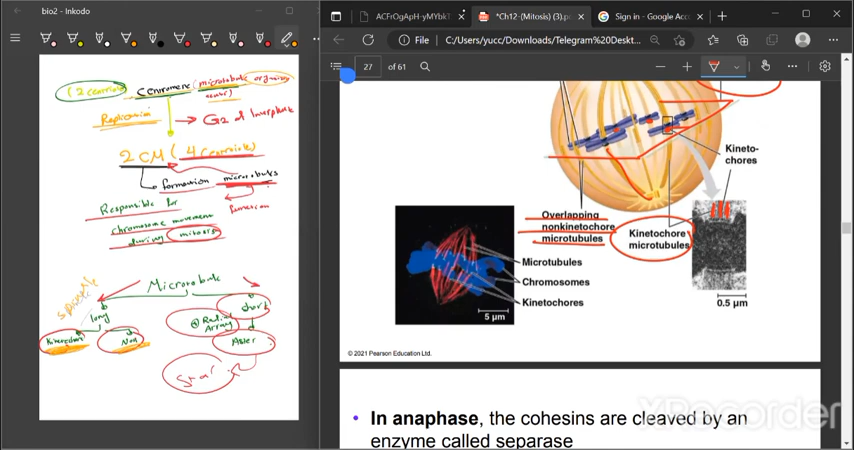 bio2 - Inkodo
(2 centriole)
Centromere (microtubule organizing
center)
Replication → G2 of Interphase
2 CM (4 centriole)
formation microtubules
Responsible for
function
chromosome movement
during mitosis
Microtubule
spindle
long
short
Kinetochore
Non
Radial
Array
Aster
Star
ACFrOgApH-yMYbkT
*Ch12-(Mitosis) (3).p
Sign in - Google Acc
File
C:/Users/yucc/Downloads/Telegram%20Deskt...
27
of 61
Kineto-
chores
Overlapping
nonkinetochore
microtubules
Kinetochore
microtubules
Microtubules
Chromosomes
Kinetochores
5 µm
0.5 µm
© 2021 Pearson Education Ltd.
• In anaphase, the cohesins are cleaved by an
enzyme called separase
XRecorder